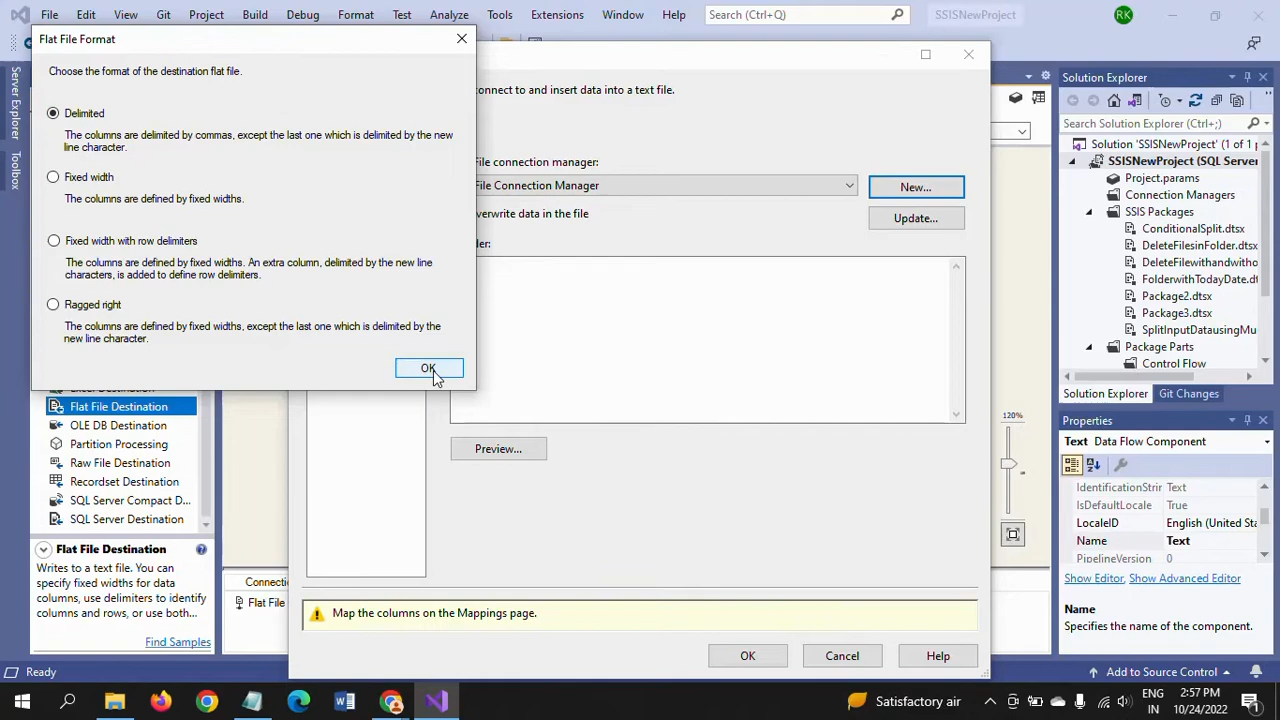 File
Edit
View
Git
Project
Build
Debug
Format
Test
Analyze
Tools
Extensions
Window
Help
Search (Ctrl+Q)
SSISNewProject
RK
Flat File Format
Choose the format of the destination flat file.
Delimited
The columns are delimited by commas, except the last one which is delimited by the new
line character.
Fixed width
The columns are defined by fixed widths.
Fixed width with row delimiters
The columns are defined by fixed widths. An extra column, delimited by the new line
characters, is added to define row delimiters.
Ragged right
The columns are defined by fixed widths, except the last one which is delimited by the
new line character.
OK
Server Explorer
Toolbox
connect to and insert data into a text file.
File connection manager:
File Connection Manager
New...
verwrite data in the file
Update...
der:
Preview...
Map the columns on the Mappings page.
OK
Cancel
Help
Flat File Destination
OLE DB Destination
Partition Processing
Raw File Destination
Recordset Destination
SQL Server Compact D...
SQL Server Destination
Flat File Destination
Writes to a text file. You can
specify fixed widths for data
columns, use delimiters to identify
columns and rows, or use both...
Find Samples
Connectio
Flat File
120%
Solution Explorer
Search Solution Explorer (Ctrl+;)
Solution 'SSISNewProject' (1 of 1
SSISNewProject (SQL Server
Project.params
Connection Managers
SSIS Packages
ConditionalSplit.dtsx
DeleteFilesinFolder.dtsx
DeleteFilewithandwitho
FolderwithTodayDate.dt
Package2.dtsx
Package3.dtsx
SplitInputDatausingMu
Package Parts
Control Flow
Solution Explorer
Git Changes
Properties
Text Data Flow Component
IdentificationStrir Text
IsDefaultLocale True
LocaleID English (United Sta
Name Text
PipelineVersion 0
Show Editor, Show Advanced Editor
Name
Specifies the name of the component.
Ready
Add to Source Control
Satisfactory air
ENG
IN
2:57 PM
10/24/2022
1